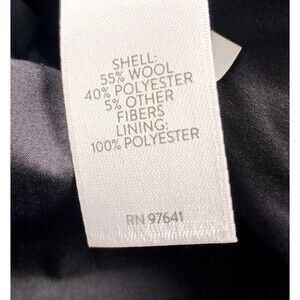 SHELL:
55% WOOL
40% POLYESTER
5% OTHER
FIBERS
LINING:
100% POLYESTER
RN 97641